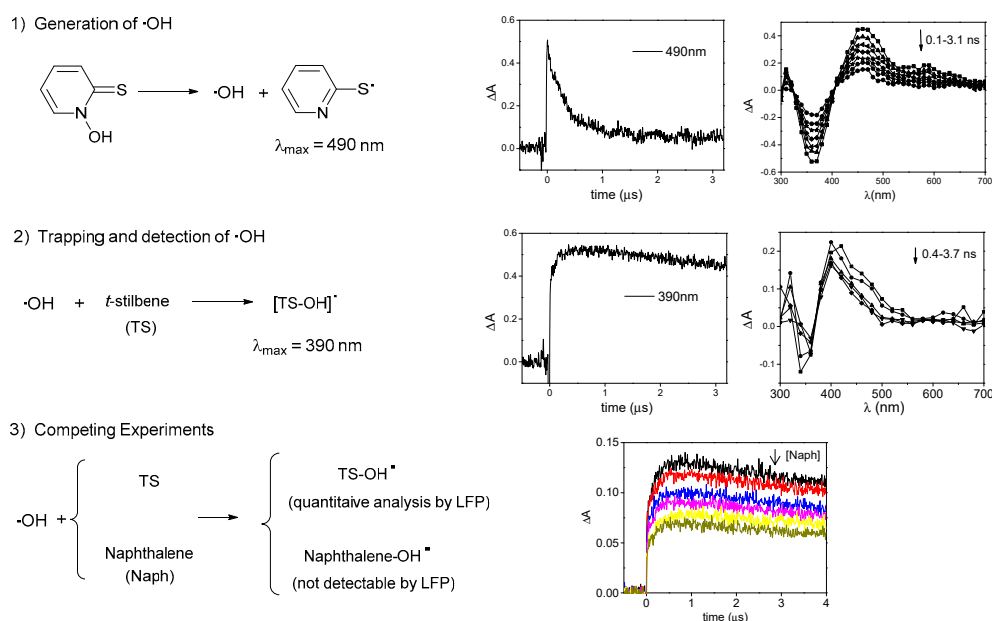 1) Generation of ·OH
S
N
OH
·OH + S·
N
λmax = 490 nm
0.6
0.4
0.2
0.0
ΔA
490nm
0 1 2 3
time (μs)
0.6
0.4
0.2
0.0
-0.2
-0.4
-0.6
ΔA
0.1-3.1 ns
300 400 500 600 700
λ(nm)
2) Trapping and detection of ·OH
·OH + t-stilbene
(TS)
[TS-OH]·
λmax = 390 nm
0.6
0.4
0.2
0.0
ΔA
390nm
0 1 2 3
time (μs)
0.2
0.1
0.0
-0.1
ΔA
0.4-3.7 ns
300 400 500 600 700
λ (nm)
3) Competing Experiments
·OH +
TS
Naphthalene
(Naph)
TS-OH·
(quantitaive analysis by LFP)
Naphthalene-OH·
(not detectable by LFP)
0.15
0.10
0.05
0.00
ΔA
[Naph]
0 1 2 3 4
time (μs)